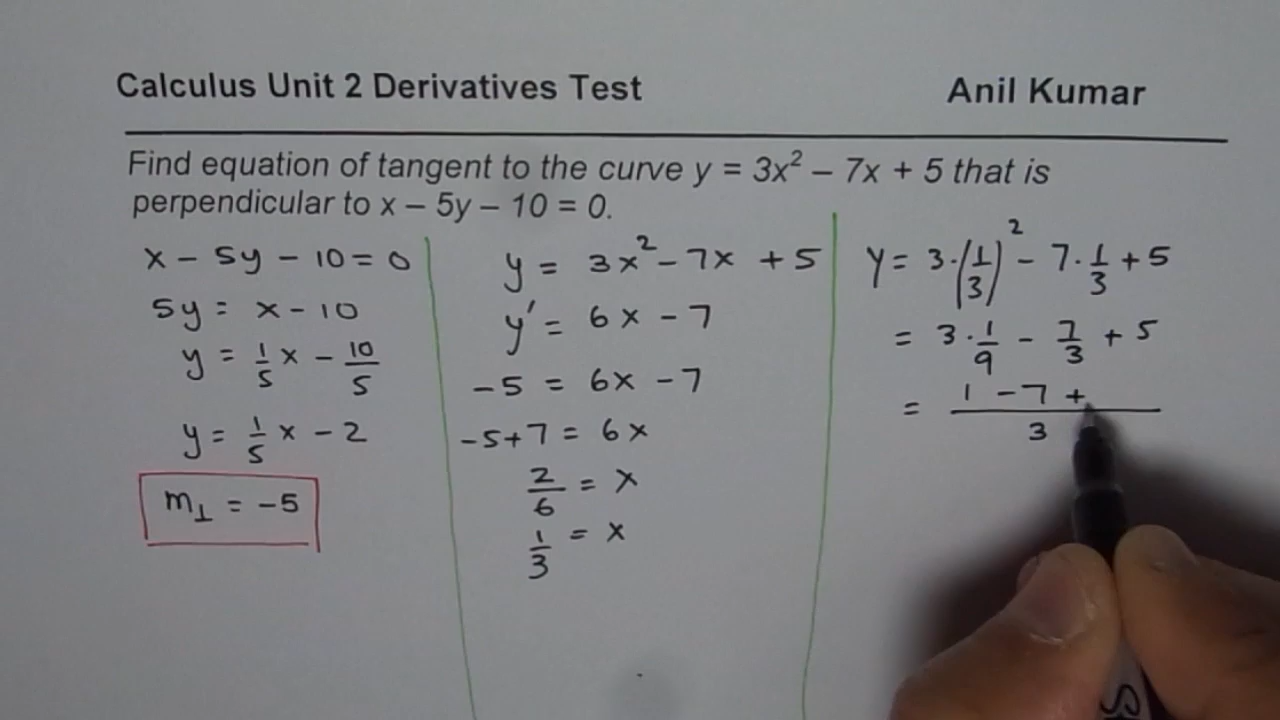 Calculus Unit 2 Derivatives Test
Anil Kumar
Find equation of tangent to the curve y = 3x² – 7x + 5 that is
perpendicular to x – 5y – 10 = 0.
x - 5y - 10 = 0
5y = x - 10
y = 1/5 x - 10/5
y = 1/5 x - 2
m⊥ = -5
y = 3x² - 7x + 5
y' = 6x - 7
-5 = 6x - 7
-5+7 = 6x
2/6 = x
1/3 = x
y = 3·(1/3)² - 7·1/3 + 5
= 3·1/9 - 7/3 + 5
= (1 - 7 +)/3